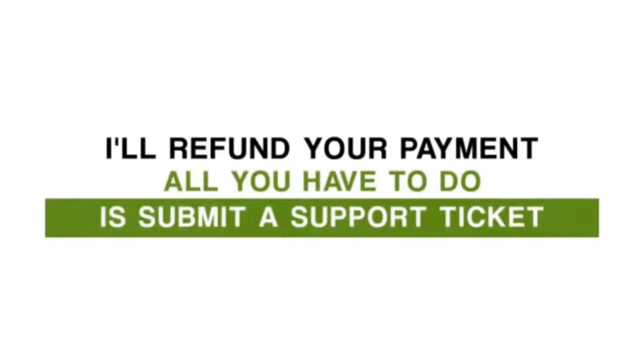 I'LL REFUND YOUR PAYMENT
ALL YOU HAVE TO DO
IS SUBMIT A SUPPORT TICKET